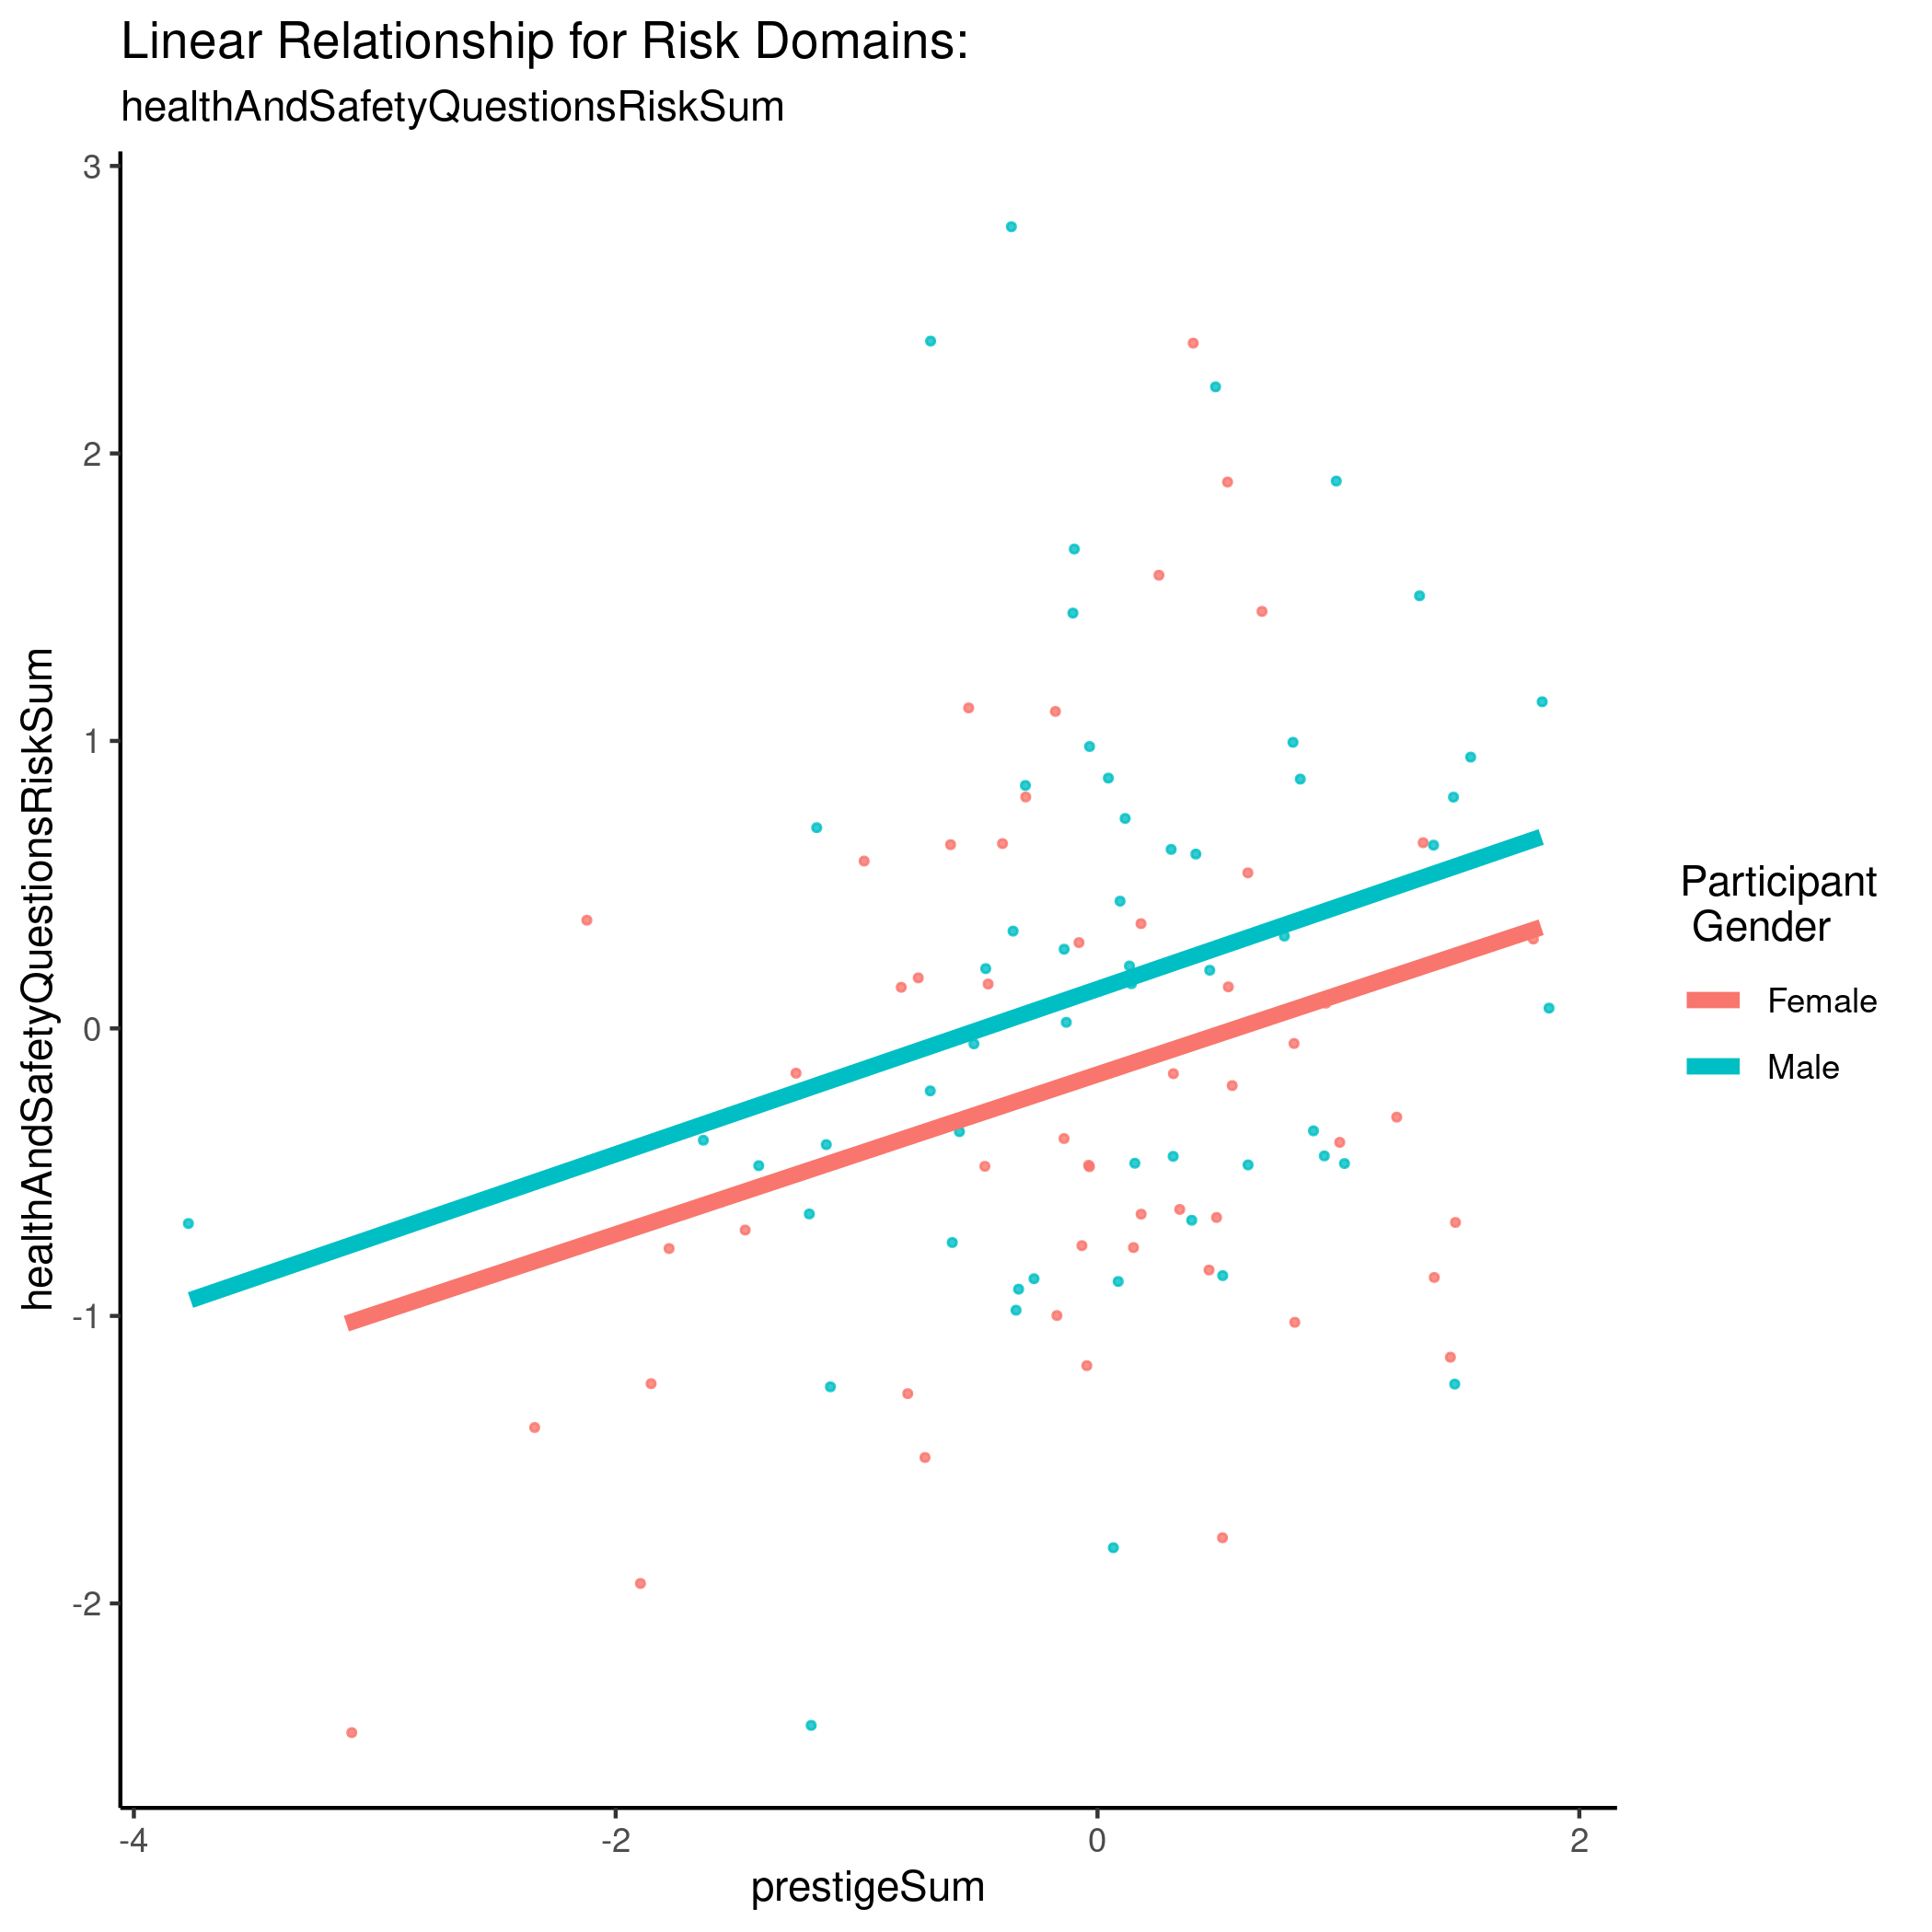 Linear Relationship for Risk Domains:
healthAndSafetyQuestionsRiskSum
healthAndSafetyQuestionsRiskSum
3
2
1
0
-1
-2
-4
-2
0
2
prestigeSum
Participant
Gender
Female
Male